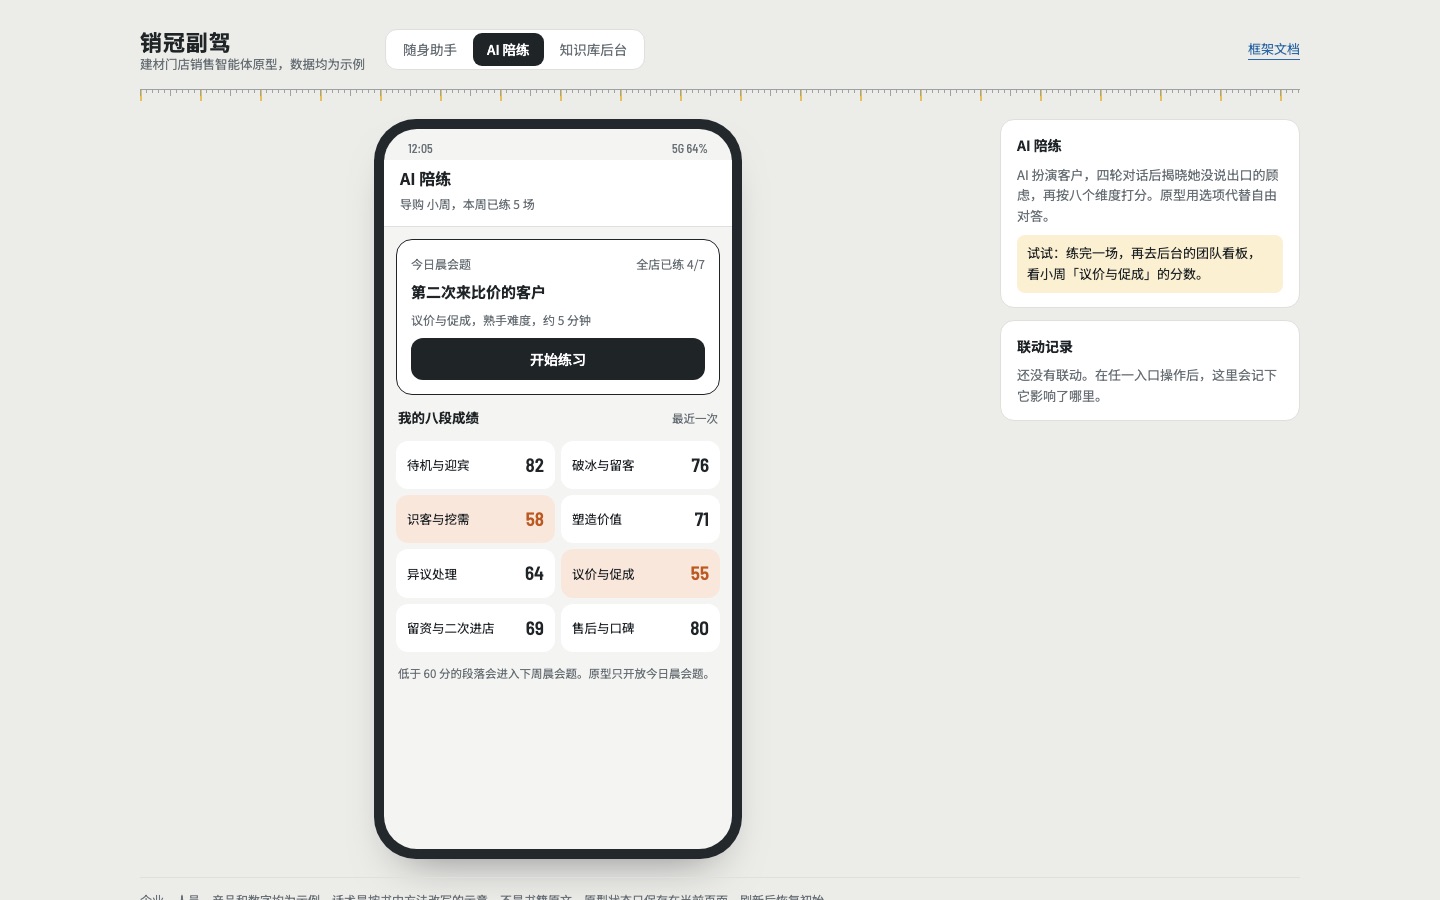 销冠副驾
建材门店销售智能体原型，数据均为示例
随身助手
AI 陪练
知识库后台
框架文档
12:05
5G 64%
AI 陪练
导购 小周，本周已练 5 场
今日晨会题
全店已练 4/7
第二次来比价的客户
议价与促成，熟手难度，约 5 分钟
开始练习
我的八段成绩
最近一次
待机与迎宾 82
破冰与留客 76
识客与挖需 58
塑造价值 71
异议处理 64
议价与促成 55
留资与二次进店 69
售后与口碑 80
低于 60 分的段落会进入下周晨会题。原型只开放今日晨会题。
AI 陪练
AI 扮演客户，四轮对话后揭晓她没说出口的顾
虑，再按八个维度打分。原型用选项代替自由
对答。
试试：练完一场，再去后台的团队看板，
看小周「议价与促成」的分数。
联动记录
还没有联动。在任一入口操作后，这里会记下
它影响了哪里。